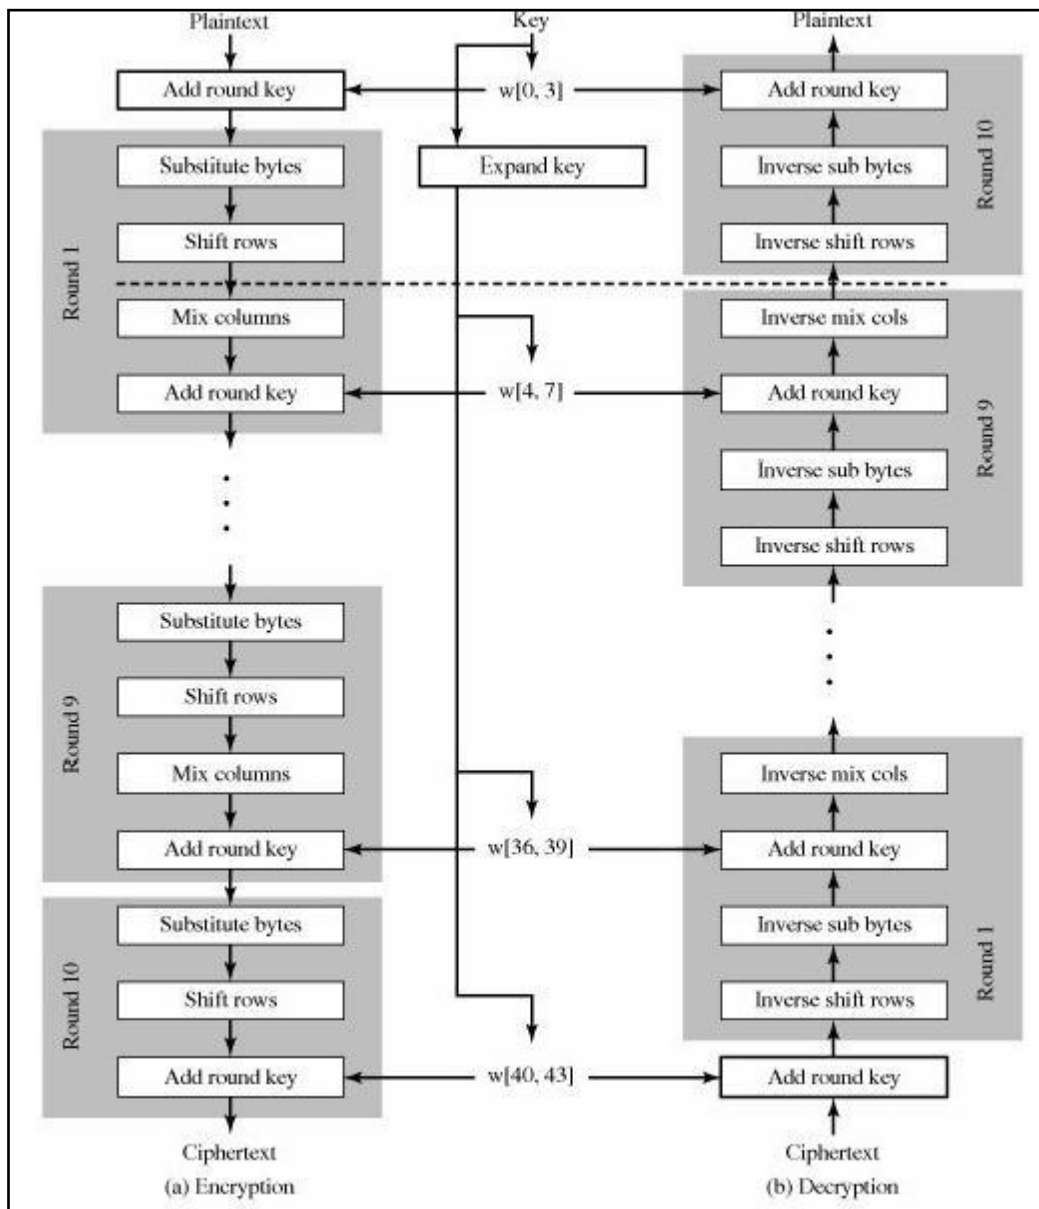 Plaintext
Key
Plaintext
Add round key
w[0, 3]
Add round key
Substitute bytes
Expand key
Inverse sub bytes
Round 10
Shift rows
Inverse shift rows
Round 1
Mix columns
Inverse mix cols
Add round key
w[4, 7]
Add round key
Round 9
Inverse sub bytes
Inverse shift rows
Substitute bytes
Shift rows
Round 9
Mix columns
Inverse mix cols
Add round key
w[36, 39]
Add round key
Substitute bytes
Inverse sub bytes
Round 1
Shift rows
Inverse shift rows
Round 10
Add round key
w[40, 43]
Add round key
Ciphertext
Ciphertext
(a) Encryption
(b) Decryption